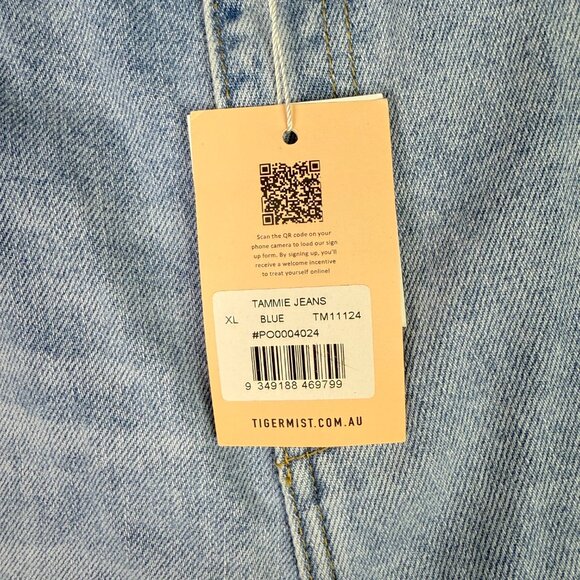 Scan the QR code on your
phone camera to load our sign
up form. By signing up, you'll
receive a welcome incentive
to treat yourself online!
TAMMIE JEANS
XL BLUE TM11124
#PO0004024
9 349188 469799
TIGERMIST.COM.AU